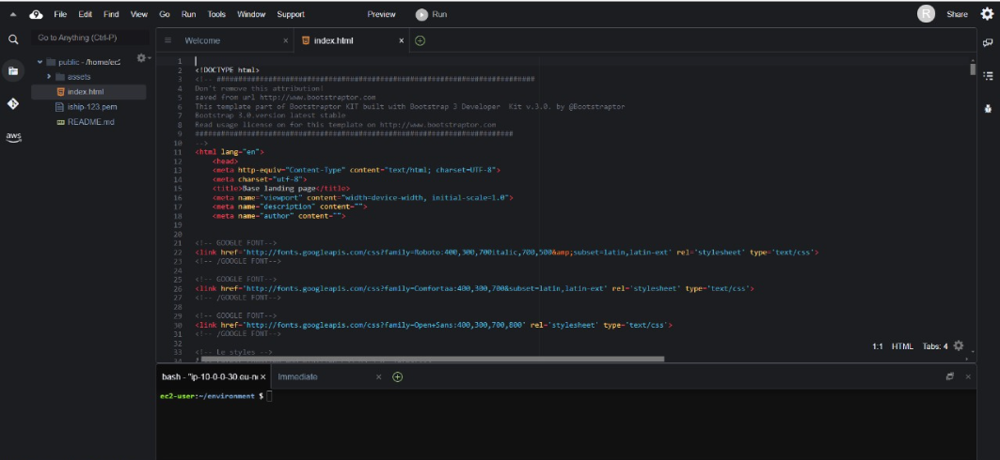 File Edit Find View Go Run Tools Window Support Preview Run R Share
Go to Anything (Ctrl-P)
Welcome × index.html ×
public - /home/ec2
assets
index.html
iship-123.pem
README.md
aws
1
2 <!DOCTYPE html>
3 <!-- ##########################################################################
4 Don't remove this attribution!
5 saved from url http://www.bootstraptor.com
6 This template part of Bootstraptor KIT built with Bootstrap 3 Developer Kit v.3.0. by @Bootstraptor
7 Bootstrap 3.0.version latest stable
8 Read usage license on for this template on http://www.bootstraptor.com
9 ##########################################################################
10 -->
11 <html lang="en">
12 <head>
13 <meta http-equiv="Content-Type" content="text/html; charset=UTF-8">
14 <meta charset="utf-8">
15 <title>Base landing page</title>
16 <meta name="viewport" content="width=device-width, initial-scale=1.0">
17 <meta name="description" content="">
18 <meta name="author" content="">
19
20
21 <!-- GOOGLE FONT-->
22 <link href='http://fonts.googleapis.com/css?family=Roboto:400,300,700italic,700,500&amp;subset=latin,latin-ext' rel='stylesheet' type='text/css'>
23 <!-- /GOOGLE FONT-->
24
25 <!-- GOOGLE FONT-->
26 <link href='http://fonts.googleapis.com/css?family=Comfortaa:400,300,700&subset=latin,latin-ext' rel='stylesheet' type='text/css'>
27 <!-- /GOOGLE FONT-->
28
29 <!-- GOOGLE FONT-->
30 <link href='http://fonts.googleapis.com/css?family=Open+Sans:400,300,700,800' rel='stylesheet' type='text/css'>
31 <!-- /GOOGLE FONT-->
32
33 <!-- Le styles -->
34
1:1 HTML Tabs: 4
bash - "ip-10-0-0-30.eu-n × Immediate ×
ec2-user:~/environment $